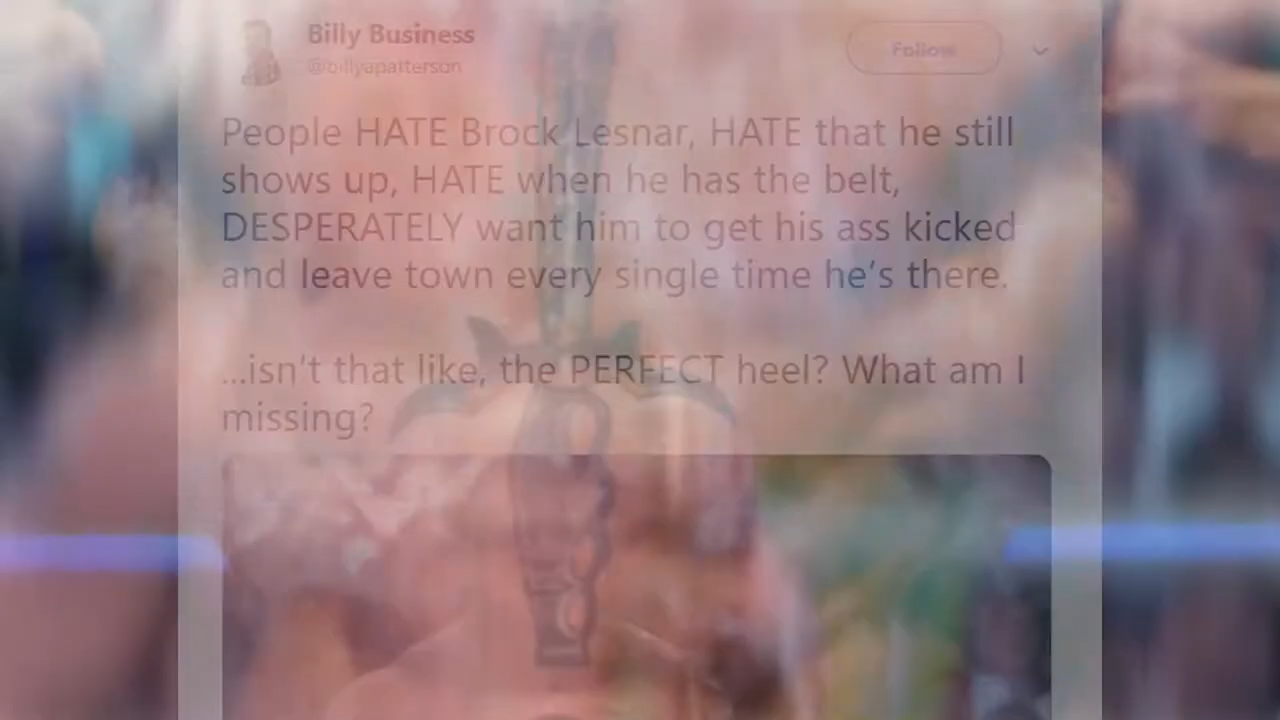 Billy Business
@billyapatterson
Follow
People HATE Brock Lesnar, HATE that he still
shows up, HATE when he has the belt,
DESPERATELY want him to get his ass kicked
and leave town every single time he’s there.
...isn’t that like, the PERFECT heel? What am I
missing?